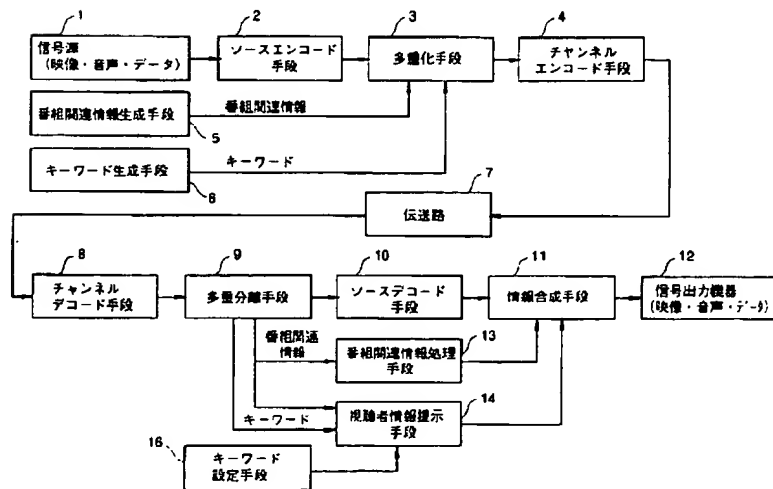 1
信号源
(映像・音声・データ)
2
ソースエンコード
手段
3
多重化手段
4
チャンネル
エンコード手段
番組関連情報生成手段
5
番組関連情報
キーワード生成手段
6
キーワード
7
伝送路
8
チャンネル
デコード手段
9
多重分離手段
10
ソースデコード
手段
11
情報合成手段
12
信号出力機器
(映像・音声・データ)
番組関連
情報
番組関連情報処理
手段
13
キーワード
視聴者情報提示
手段
14
16
キーワード
設定手段